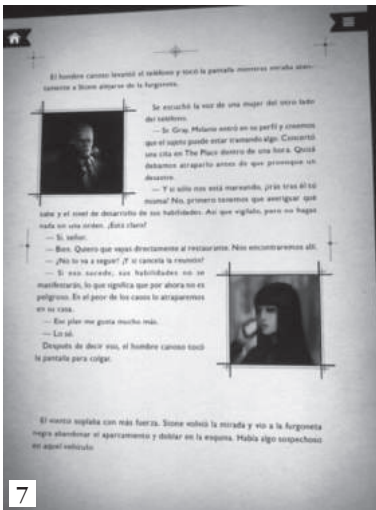 El hombre canoso levantó el teléfono y tocó la pantalla mientras miraba aten-
tamente a Stone alejarse de la furgoneta.
Se escuchó la voz de una mujer del otro lado
del teléfono.
— Sr. Gray, Melanie entró en su perfil y creemos
que el sujeto puede estar tramando algo. Concertó
una cita en The Place dentro de una hora. Quizá
debamos atraparlo antes de que provoque un
desastre.
— Y si sólo nos está mareando, ¿irás tras él tú
misma? No, primero tenemos que averiguar qué
sabe y el nivel de desarrollo de sus habilidades. Así que vigílalo, pero no hagas
nada sin una orden. ¿Está claro?
— Sí, señor.
— Bien. Quiero que vayas directamente al restaurante. Nos encontraremos allí.
— ¿No lo va a seguir? ¿Y si cancela la reunión?
— Si eso sucede, sus habilidades no se
manifestarán, lo que significa que por ahora no es
peligroso. En el peor de los casos lo atraparemos
en su casa.
— Ese plan me gusta mucho más.
— Lo sé.
Después de decir eso, el hombre canoso tocó
la pantalla para colgar.
El viento soplaba con más fuerza. Stone volvió la mirada y vio a la furgoneta
negra abandonar el aparcamiento y doblar en la esquina. Había algo sospechoso
en aquel vehículo
7